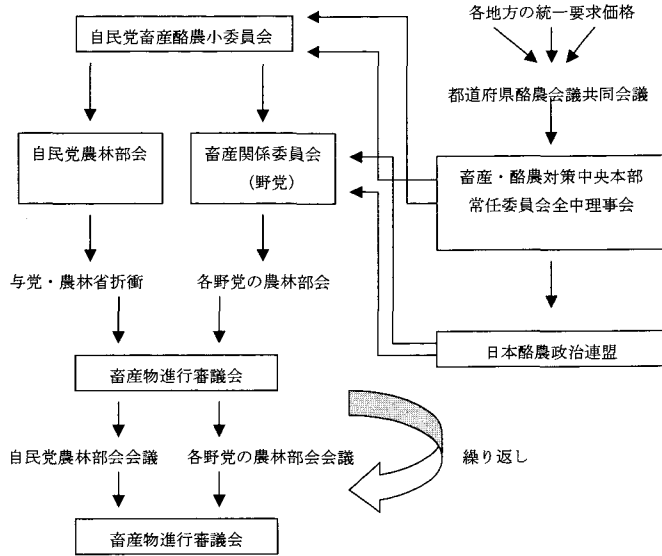 各地方の統一要求価格
自民党畜産酪農小委員会
都道府県酪農会議共同会議
自民党農林部会
畜産関係委員会
(野党)
畜産・酪農対策中央本部
常任委員会全中理事会
与党・農林省折衝
各野党の農林部会
日本酪農政治連盟
畜産物進行審議会
自民党農林部会会議
各野党の農林部会会議
繰り返し
畜産物進行審議会